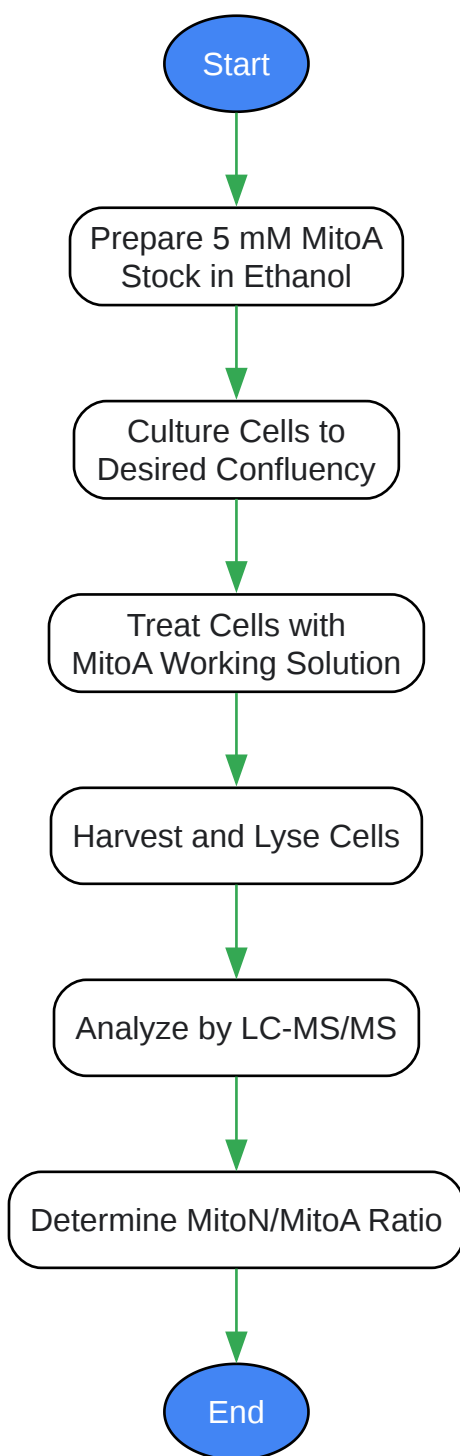 Start
Prepare 5 mM MitoA
Stock in Ethanol
Culture Cells to
Desired Confluency
Treat Cells with
MitoA Working Solution
Harvest and Lyse Cells
Analyze by LC-MS/MS
Determine MitoN/MitoA Ratio
End